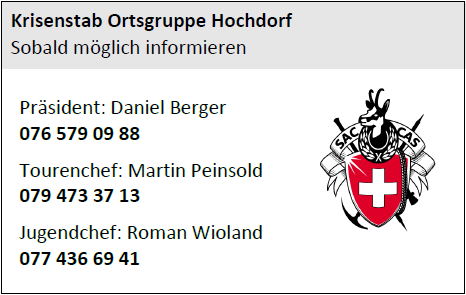 Krisenstab Ortsgruppe Hochdorf
Sobald möglich informieren
Präsident: Daniel Berger
076 579 09 88
Tourenchef: Martin Peinsold
079 473 37 13
Jugendchef: Roman Wioland
077 436 69 41
SAC CAS